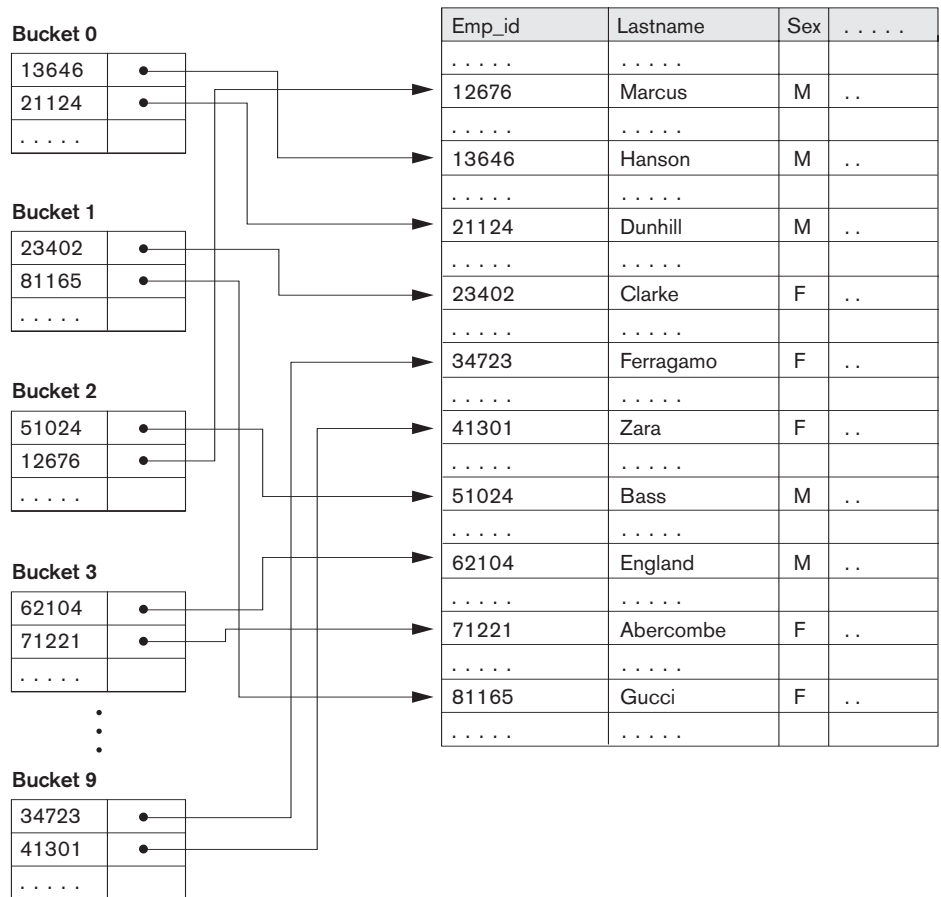 Bucket 0
13646
21124
. . . . .
Bucket 1
23402
81165
. . . . .
Bucket 2
51024
12676
. . . . .
Bucket 3
62104
71221
. . . . .
Bucket 9
34723
41301
. . . . .
Emp_id Lastname Sex . . . . .
. . . . . . . . . .
12676 Marcus M . .
. . . . . . . . . .
13646 Hanson M . .
. . . . . . . . . .
21124 Dunhill M . .
. . . . . . . . . .
23402 Clarke F . .
. . . . . . . . . .
34723 Ferragamo F . .
. . . . . . . . . .
41301 Zara F . .
. . . . . . . . . .
51024 Bass M . .
. . . . . . . . . .
62104 England M . .
. . . . . . . . . .
71221 Abercombe F . .
. . . . . . . . . .
81165 Gucci F . .
. . . . . . . . . .